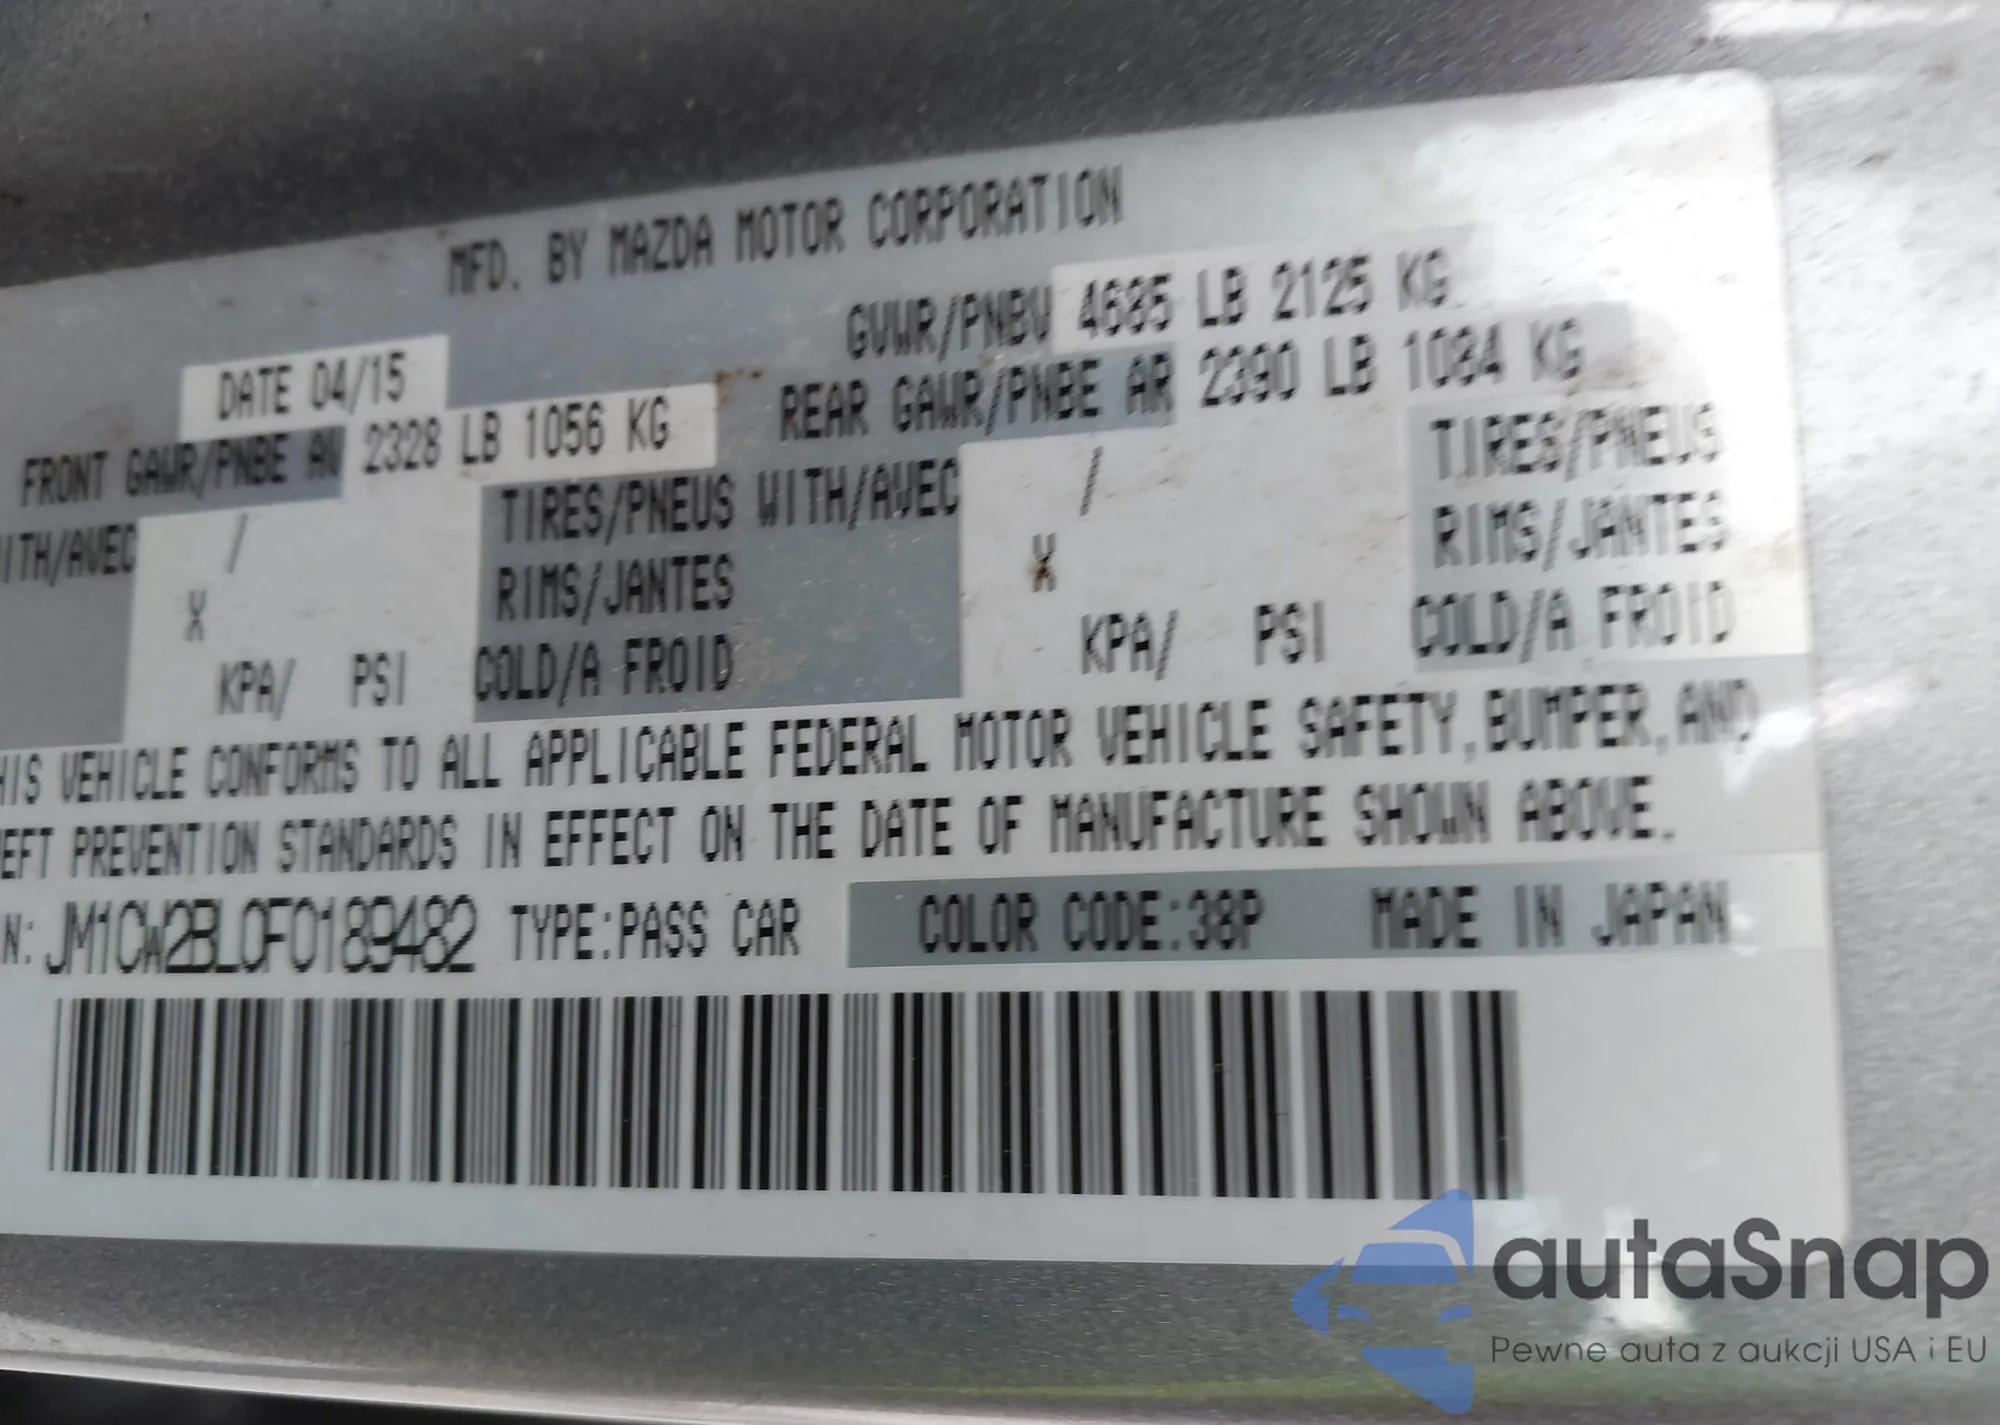 MFD. BY MAZDA MOTOR CORPORATION
DATE 04/15 GVWR/PNBV 4685 LB 2125 KG
FRONT GAWR/PNBE AV 2328 LB 1056 KG REAR GAWR/PNBE AR 2390 LB 1084 KG
ITH/AVEC / TIRES/PNEUS WITH/AVEC / TIRES/PNEUS
X RIMS/JANTES X RIMS/JANTES
KPA/ PSI COLD/A FROID KPA/ PSI COLD/A FROID
HIS VEHICLE CONFORMS TO ALL APPLICABLE FEDERAL MOTOR VEHICLE SAFETY,BUMPER,AND
EFT PREVENTION STANDARDS IN EFFECT ON THE DATE OF MANUFACTURE SHOWN ABOVE.
N: JM1CW2BL0F0189482 TYPE:PASS CAR COLOR CODE:38P MADE IN JAPAN
autaSnap
Pewne auta z aukcji USA i EU